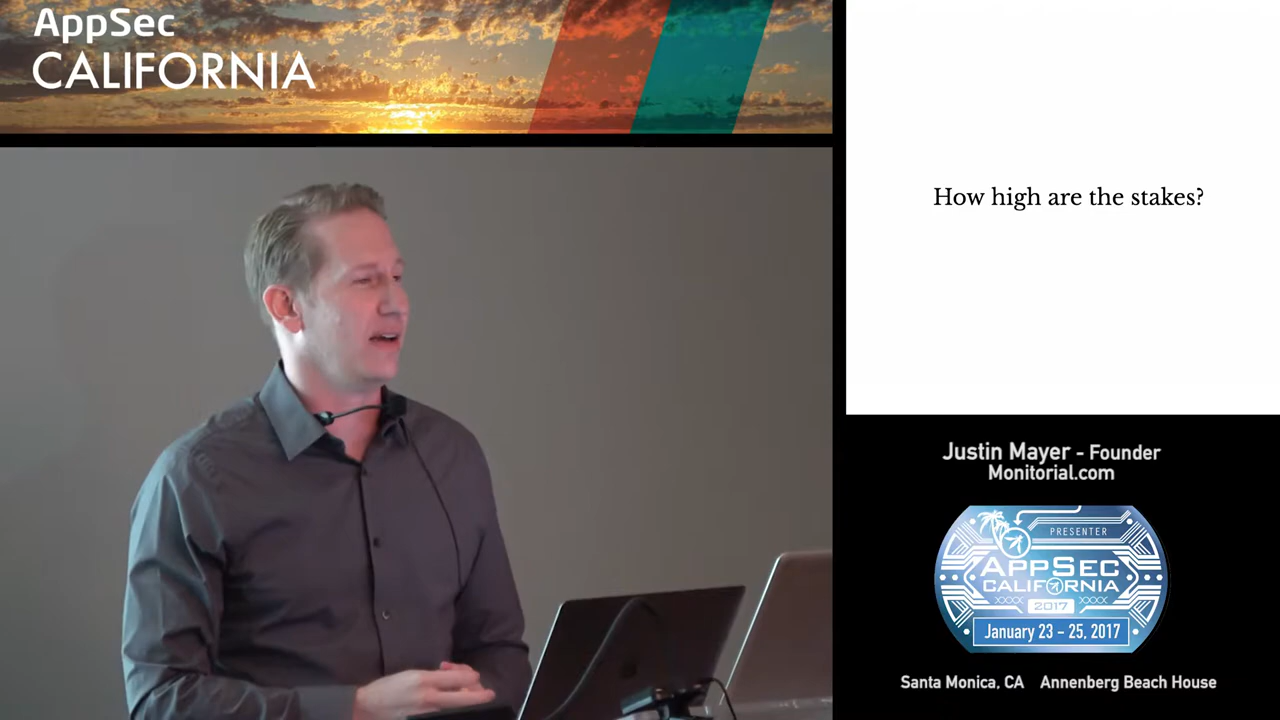 AppSec
CALIFORNIA
How high are the stakes?
Justin Mayer - Founder
Monitorial.com
PRESENTER
APPSEC
CALIFORNIA
2017
January 23 - 25, 2017
Santa Monica, CA Annenberg Beach House